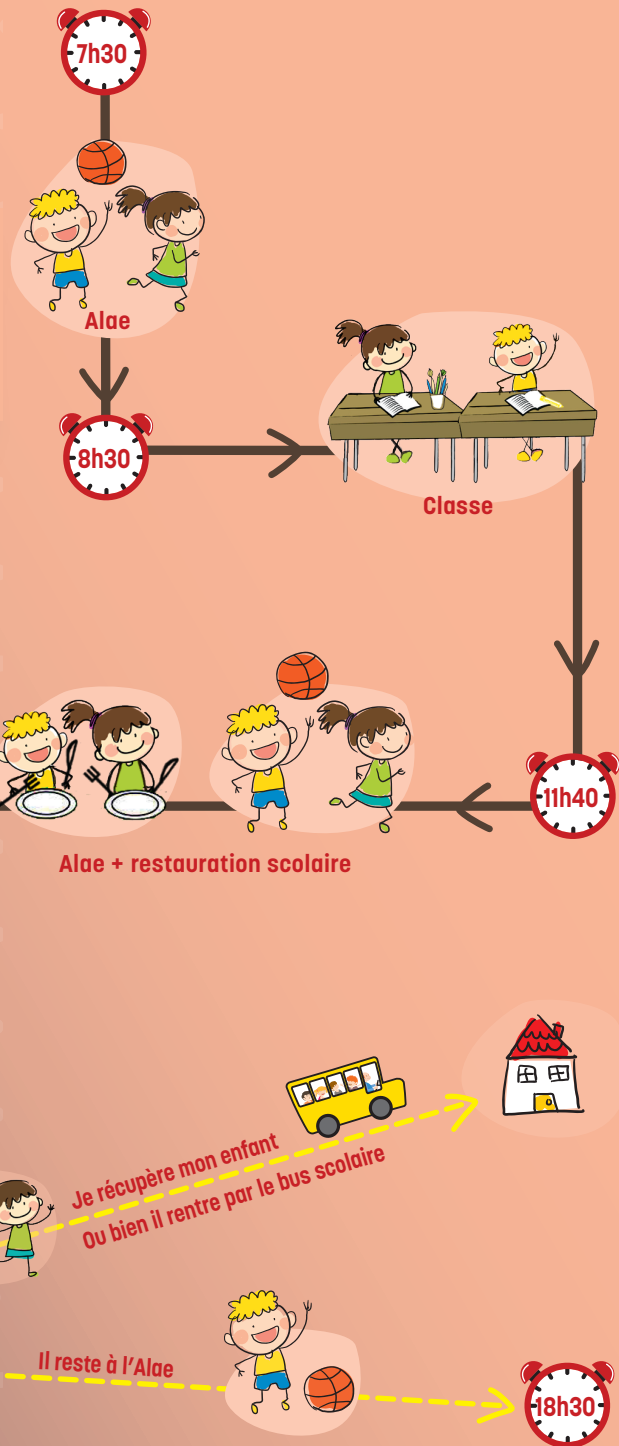 7h30
Alae
8h30
Classe
11h40
Alae + restauration scolaire
Je récupère mon enfant
Ou bien il rentre par le bus scolaire
Il reste à l'Alae
18h30